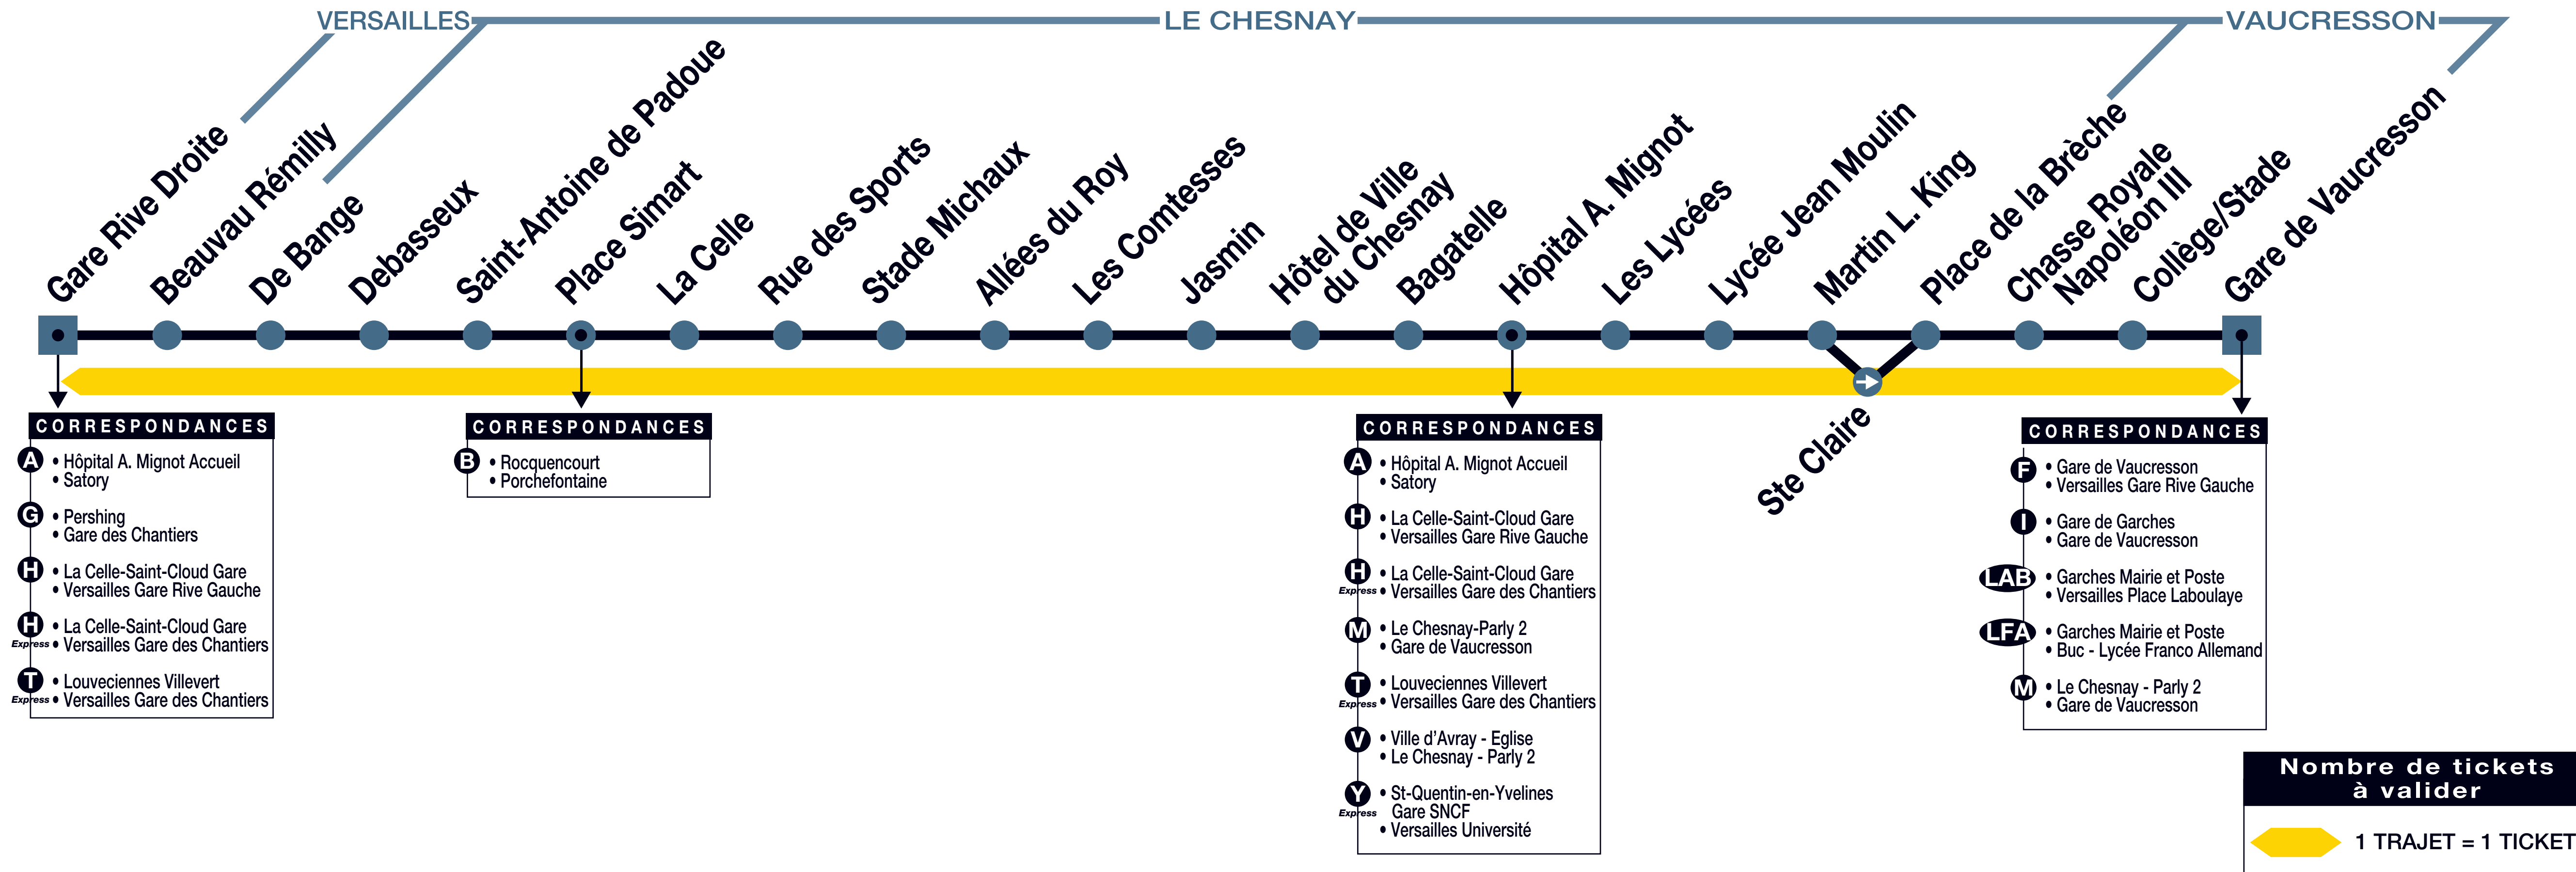 VERSAILLES
LE CHESNAY
VAUCRESSON
Gare Rive Droite
Beauvau Rémilly
De Bange
Debasseux
Saint-Antoine de Padoue
Place Simart
La Celle
Rue des Sports
Stade Michaux
Allées du Roy
Les Comtesses
Jasmin
Hôtel de Ville
du Chesnay
Bagatelle
Hôpital A. Mignot
Les Lycées
Lycée Jean Moulin
Martin L. King
Place de la Brèche
Chasse Royale
Napoléon III
Collège/Stade
Gare de Vaucresson
Ste Claire
CORRESPONDANCES
A • Hôpital A. Mignot Accueil
• Satory
G • Pershing
• Gare des Chantiers
H • La Celle-Saint-Cloud Gare
• Versailles Gare Rive Gauche
H • La Celle-Saint-Cloud Gare
Express • Versailles Gare des Chantiers
T • Louveciennes Villevert
Express • Versailles Gare des Chantiers
CORRESPONDANCES
B • Rocquencourt
• Porchefontaine
CORRESPONDANCES
A • Hôpital A. Mignot Accueil
• Satory
H • La Celle-Saint-Cloud Gare
• Versailles Gare Rive Gauche
H • La Celle-Saint-Cloud Gare
Express • Versailles Gare des Chantiers
M • Le Chesnay-Parly 2
• Gare de Vaucresson
T • Louveciennes Villevert
Express • Versailles Gare des Chantiers
V • Ville d'Avray - Eglise
• Le Chesnay - Parly 2
Y • St-Quentin-en-Yvelines
Express Gare SNCF
• Versailles Université
CORRESPONDANCES
F • Gare de Vaucresson
• Versailles Gare Rive Gauche
I • Gare de Garches
• Gare de Vaucresson
LAB • Garches Mairie et Poste
• Versailles Place Laboulaye
LFA • Garches Mairie et Poste
• Buc - Lycée Franco Allemand
M • Le Chesnay - Parly 2
• Gare de Vaucresson
Nombre de tickets
à valider
1 TRAJET = 1 TICKET